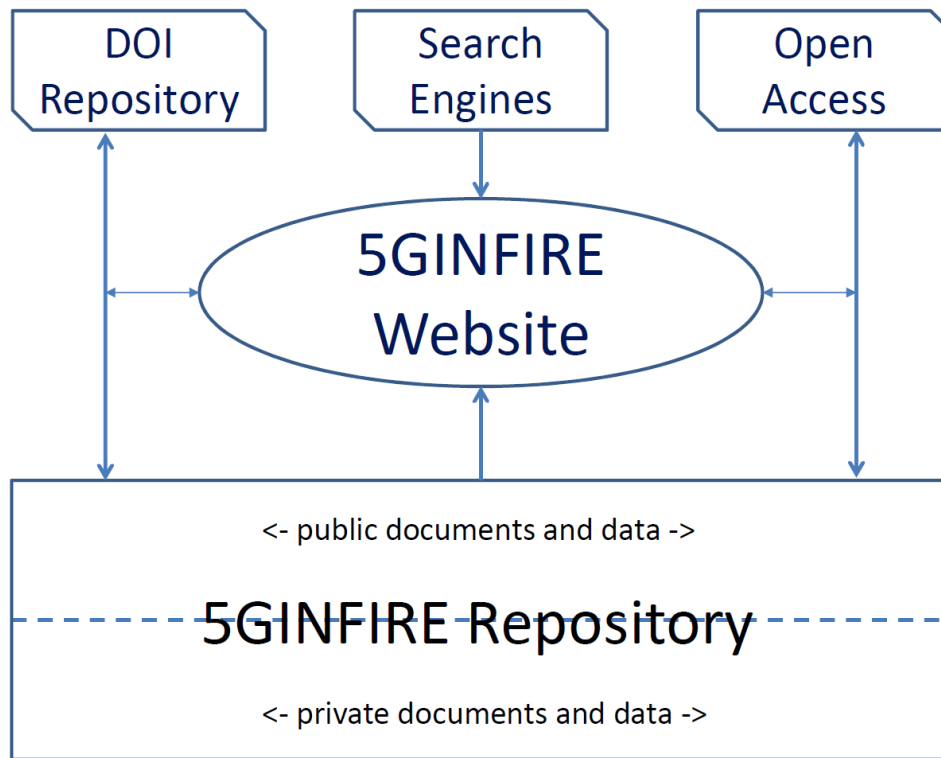 DOI
Repository
Search
Engines
Open
Access
5GINFIRE
Website
<- public documents and data ->
5GINFIRE Repository
<- private documents and data ->